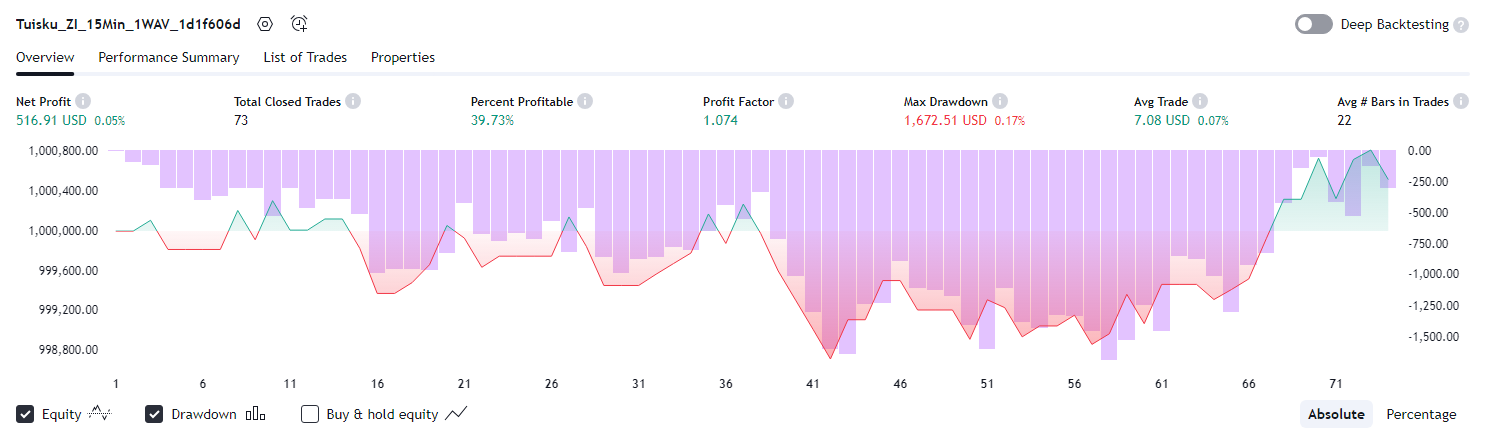 Tuisku_ZI_15Min_1WAV_1d1f606d Deep Backtesting ?
Overview Performance Summary List of Trades Properties
Net Profit i Total Closed Trades i Percent Profitable i Profit Factor i Max Drawdown i Avg Trade i Avg # Bars in Trades i
516.91 USD 0.05% 73 39.73% 1.074 1,672.51 USD 0.17% 7.08 USD 0.07% 22
1,000,800.00 0.00
1,000,400.00 -250.00
-500.00
1,000,000.00
-750.00
999,600.00 -1,000.00
999,200.00 -1,250.00
998,800.00 -1,500.00
1 6 11 16 21 26 31 36 41 46 51 56 61 66 71
Equity Drawdown Buy & hold equity Absolute Percentage